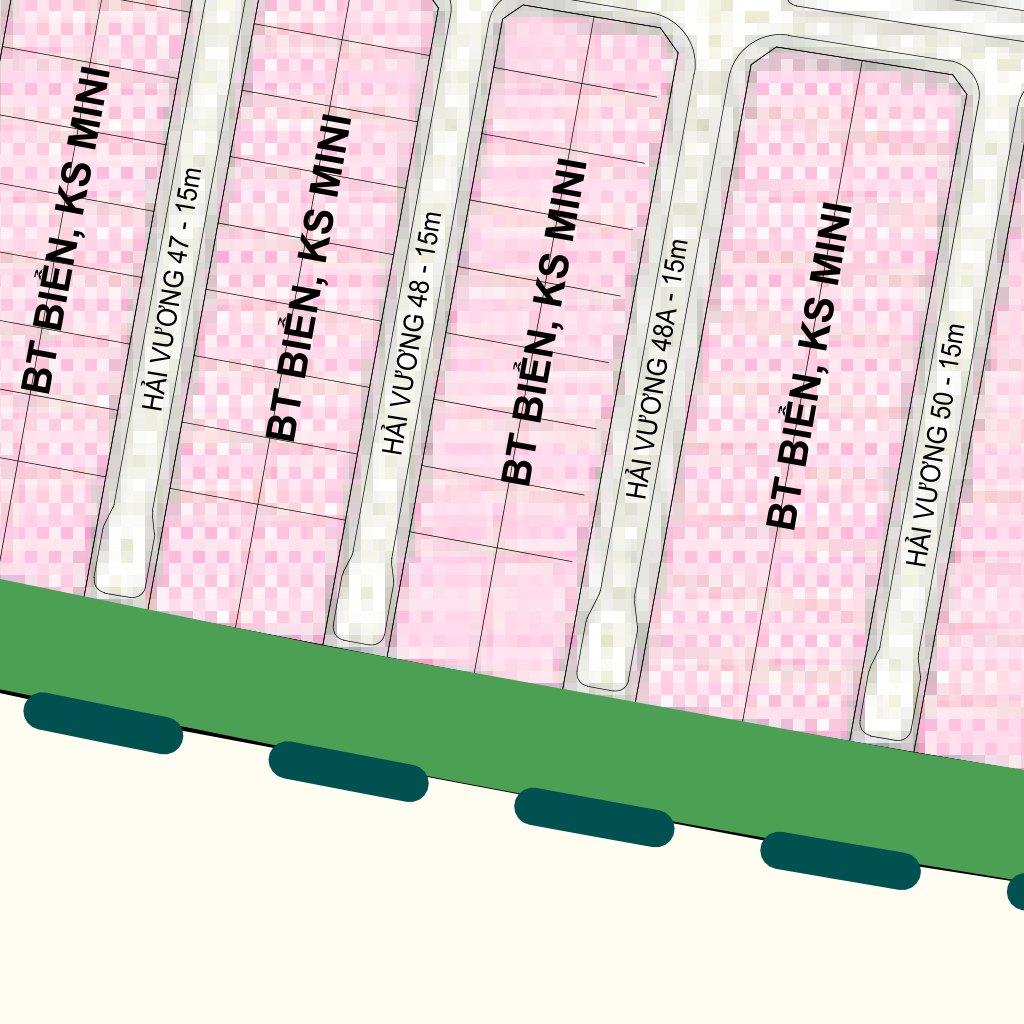 BT BIỂN, KS MINI
HẢI VƯƠNG 47 - 15m
BT BIỂN, KS MINI
HẢI VƯƠNG 48 - 15m
BT BIỂN, KS MINI
HẢI VƯƠNG 48A - 15m
BT BIỂN, KS MINI
HẢI VƯƠNG 50 - 15m